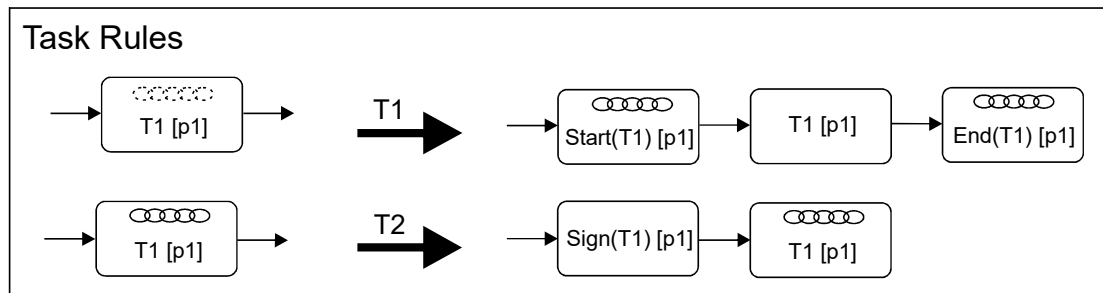 Task Rules
T1 [p1]
T1
Start(T1) [p1]
T1 [p1]
End(T1) [p1]
T1 [p1]
T2
Sign(T1) [p1]
T1 [p1]